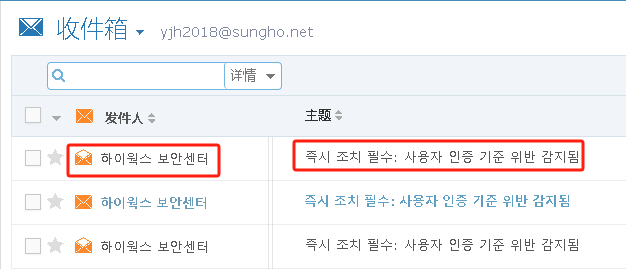 收件箱 yjh2018@sungho.net
详情
发件人 主题
하이웍스 보안센터 즉시 조치 필수: 사용자 인증 기준 위반 감지됨
하이웍스 보안센터 즉시 조치 필수: 사용자 인증 기준 위반 감지됨
하이웍스 보안센터 즉시 조치 필수: 사용자 인증 기준 위반 감지됨